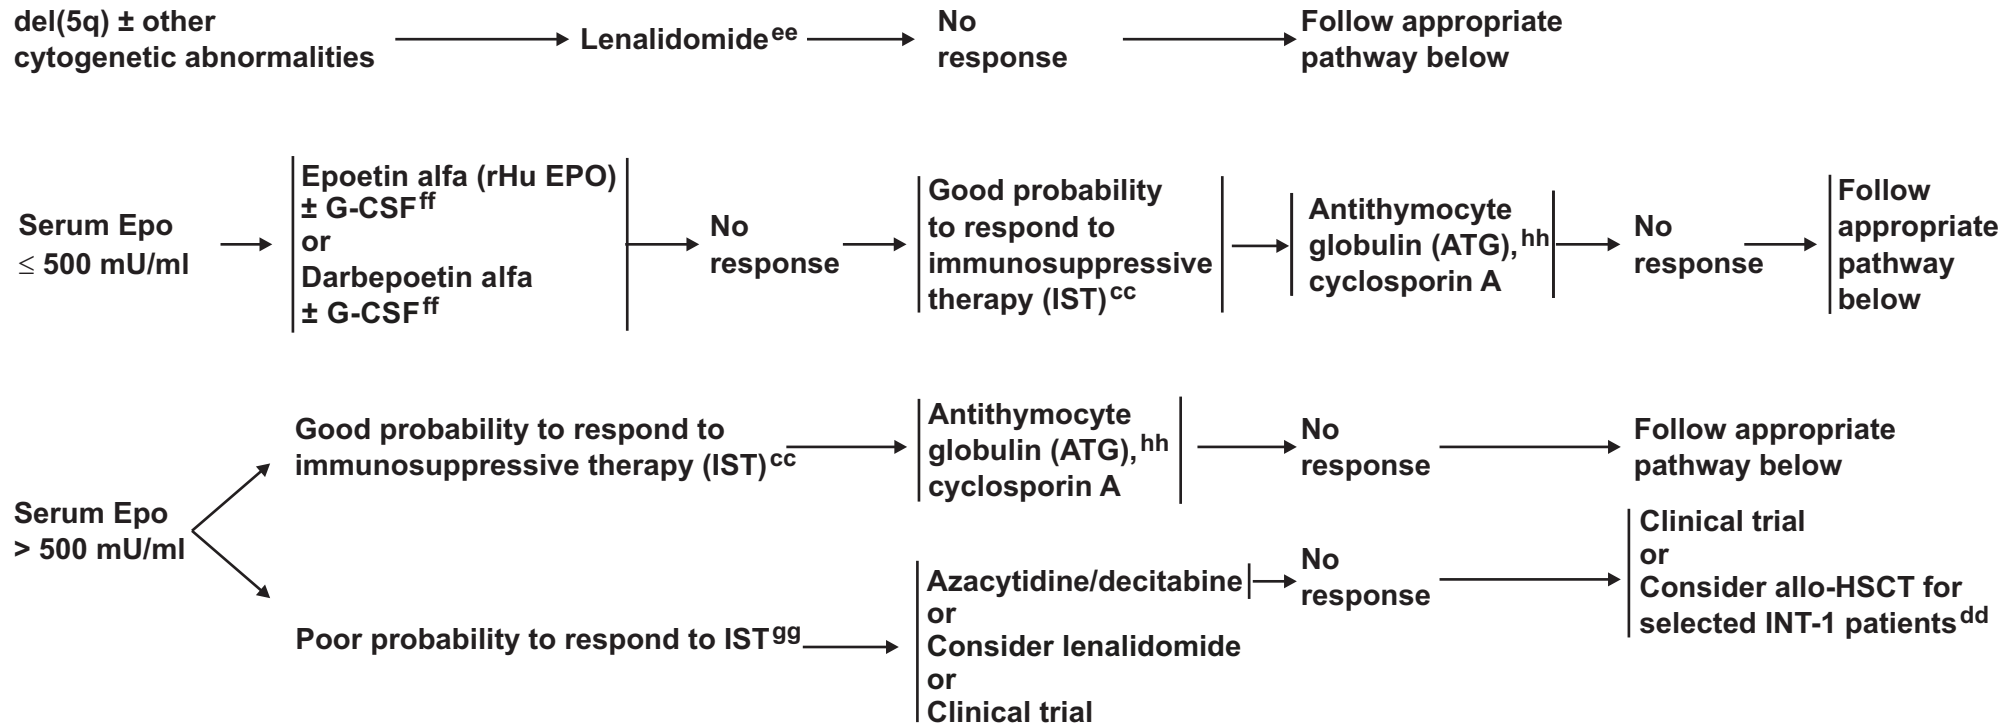 del(5q) ± other
cytogenetic abnormalities
Lenalidomide ee
No
response
Follow appropriate
pathway below
Serum Epo
≤ 500 mU/ml
Epoetin alfa (rHu EPO)
± G-CSF ff
or
Darbepoetin alfa
± G-CSF ff
No
response
Good probability
to respond to
immunosuppressive
therapy (IST) cc
Antithymocyte
globulin (ATG), hh
cyclosporin A
No
response
Follow
appropriate
pathway
below
Serum Epo
> 500 mU/ml
Good probability to respond to
immunosuppressive therapy (IST) cc
Antithymocyte
globulin (ATG), hh
cyclosporin A
No
response
Follow appropriate
pathway below
Poor probability to respond to IST gg
Azacytidine/decitabine
or
Consider lenalidomide
or
Clinical trial
No
response
Clinical trial
or
Consider allo-HSCT for
selected INT-1 patients dd